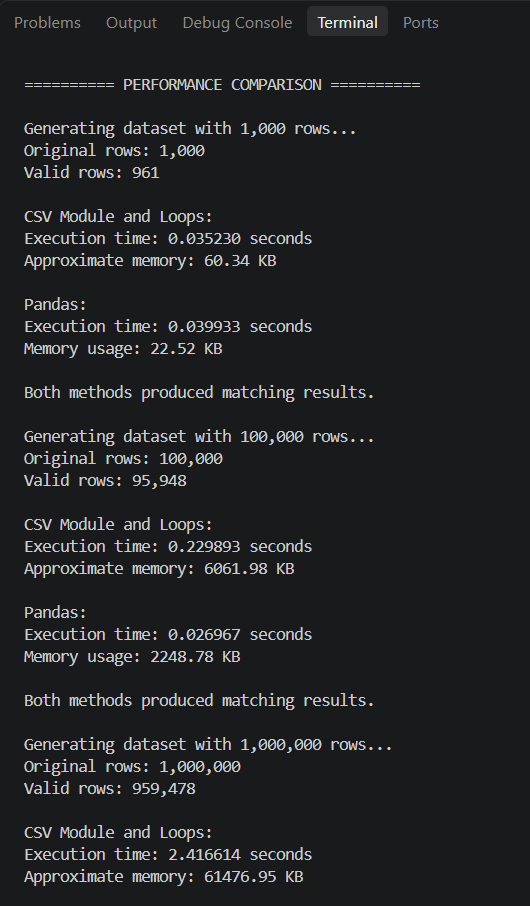 Problems Output Debug Console Terminal Ports
========== PERFORMANCE COMPARISON ==========
Generating dataset with 1,000 rows...
Original rows: 1,000
Valid rows: 961
CSV Module and Loops:
Execution time: 0.035230 seconds
Approximate memory: 60.34 KB
Pandas:
Execution time: 0.039933 seconds
Memory usage: 22.52 KB
Both methods produced matching results.
Generating dataset with 100,000 rows...
Original rows: 100,000
Valid rows: 95,948
CSV Module and Loops:
Execution time: 0.229893 seconds
Approximate memory: 6061.98 KB
Pandas:
Execution time: 0.026967 seconds
Memory usage: 2248.78 KB
Both methods produced matching results.
Generating dataset with 1,000,000 rows...
Original rows: 1,000,000
Valid rows: 959,478
CSV Module and Loops:
Execution time: 2.416614 seconds
Approximate memory: 61476.95 KB